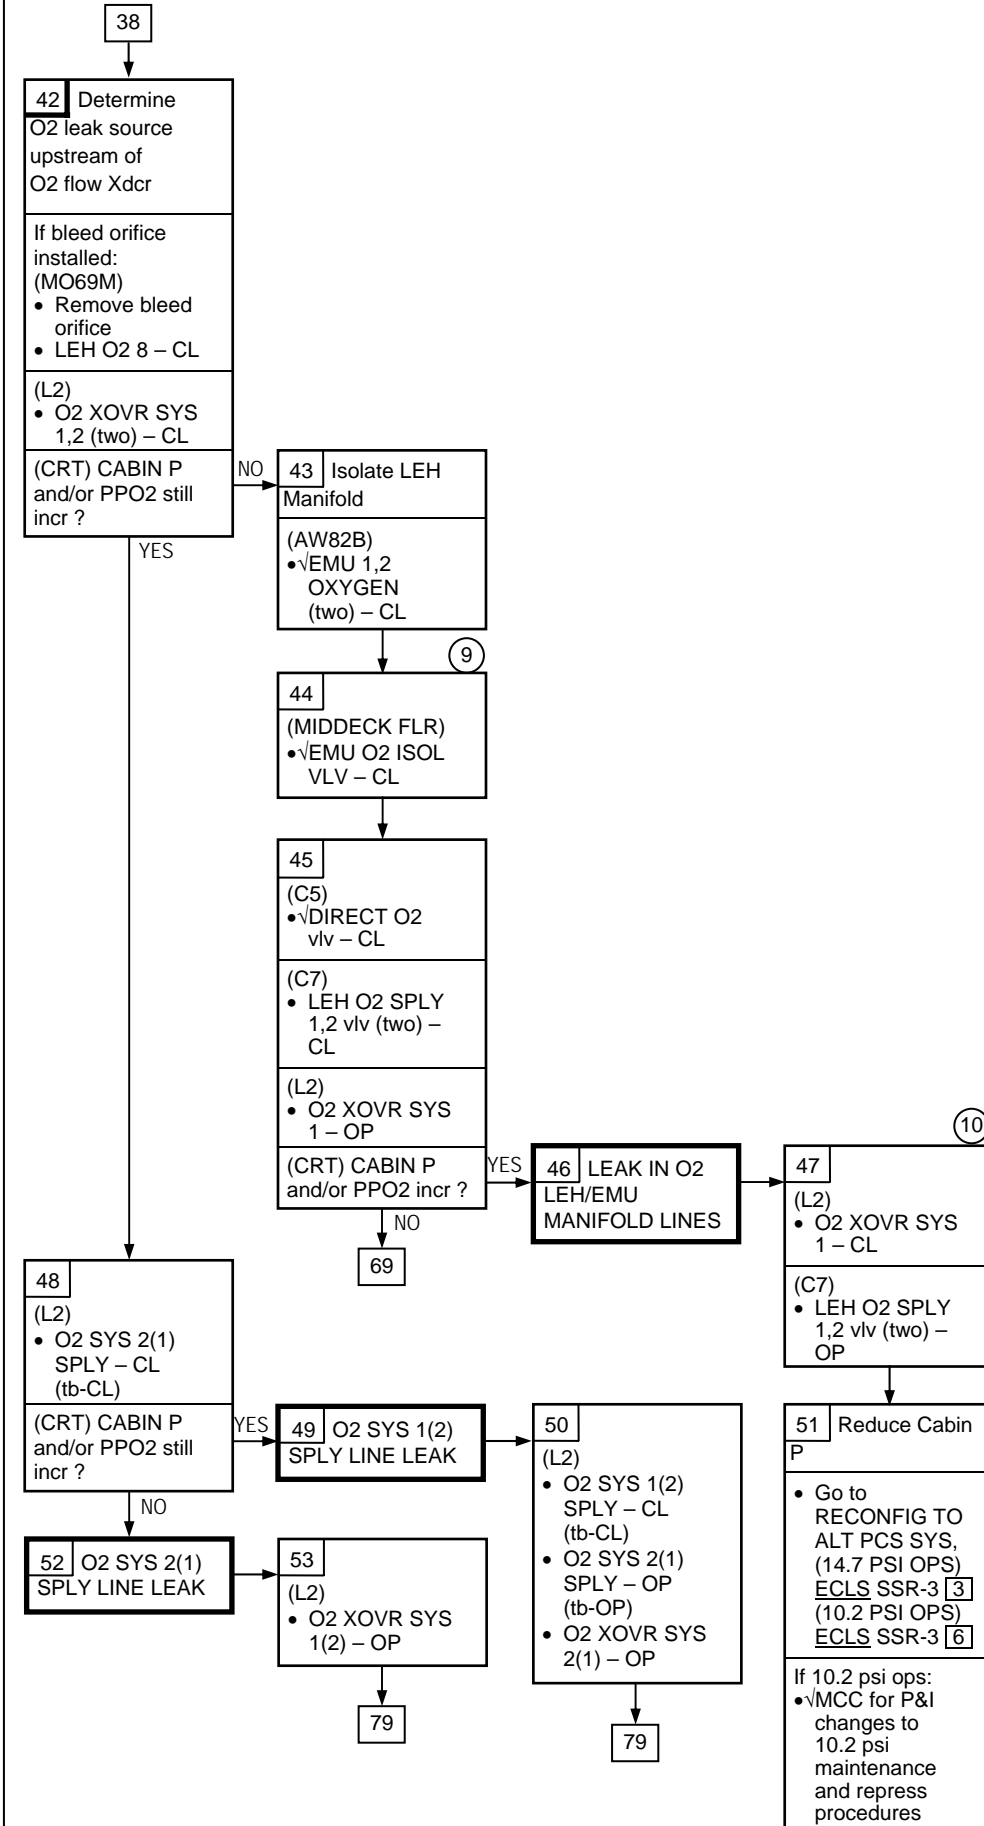 38
42 Determine
O2 leak source
upstream of
O2 flow Xdcr
If bleed orifice
installed:
(MO69M)
• Remove bleed
orifice
• LEH O2 8 – CL
(L2)
• O2 XOVR SYS
1,2 (two) – CL
(CRT) CABIN P
and/or PPO2 still
incr ?
NO
YES
43 Isolate LEH
Manifold
(AW82B)
•√EMU 1,2
OXYGEN
(two) – CL
9
44
(MIDDECK FLR)
•√EMU O2 ISOL
VLV – CL
45
(C5)
•√DIRECT O2
vlv – CL
(C7)
• LEH O2 SPLY
1,2 vlv (two) –
CL
(L2)
• O2 XOVR SYS
1 – OP
(CRT) CABIN P
and/or PPO2 incr ?
YES
NO
69
46 LEAK IN O2
LEH/EMU
MANIFOLD LINES
10
47
(L2)
• O2 XOVR SYS
1 – CL
(C7)
• LEH O2 SPLY
1,2 vlv (two) –
OP
48
(L2)
• O2 SYS 2(1)
SPLY – CL
(tb-CL)
(CRT) CABIN P
and/or PPO2 still
incr ?
YES
NO
49 O2 SYS 1(2)
SPLY LINE LEAK
50
(L2)
• O2 SYS 1(2)
SPLY – CL
(tb-CL)
• O2 SYS 2(1)
SPLY – OP
(tb-OP)
• O2 XOVR SYS
2(1) – OP
79
51 Reduce Cabin
P
• Go to
RECONFIG TO
ALT PCS SYS,
(14.7 PSI OPS)
ECLS SSR-3 3
(10.2 PSI OPS)
ECLS SSR-3 6
If 10.2 psi ops:
•√MCC for P&I
changes to
10.2 psi
maintenance
and repress
procedures
52 O2 SYS 2(1)
SPLY LINE LEAK
53
(L2)
• O2 XOVR SYS
1(2) – OP
79